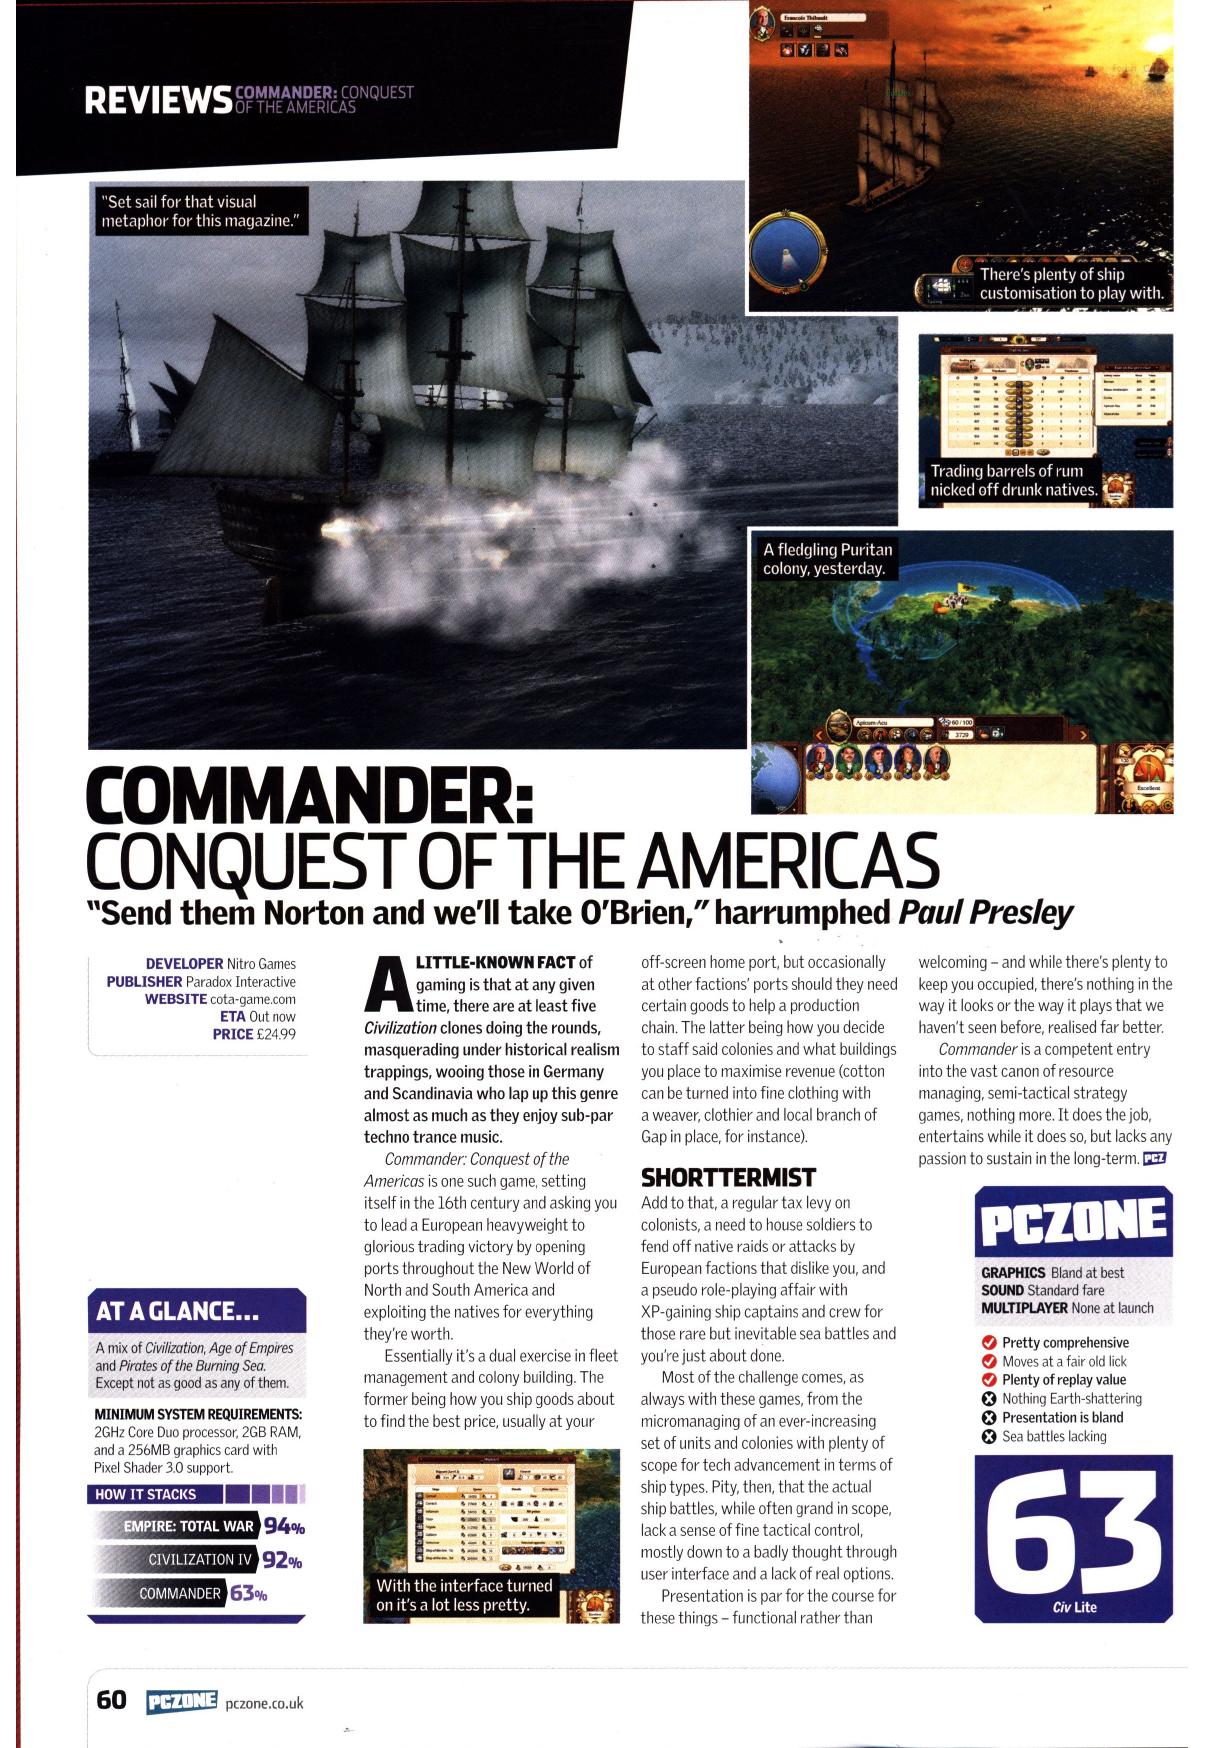 REVIEWS COMMANDER: CONQUEST
OF THE AMERICAS
"Set sail for that visual
metaphor for this magazine."
Francois Thibault
There's plenty of ship
customisation to play with.
Trading barrels of rum
nicked off drunk natives.
A fledgling Puritan
colony, yesterday.
Apicum-Acu
60/100
3729
Excellent
COMMANDER:
CONQUEST OF THE AMERICAS
"Send them Norton and we'll take O'Brien," harrumphed Paul Presley
DEVELOPER Nitro Games
PUBLISHER Paradox Interactive
WEBSITE cota-game.com
ETA Out now
PRICE £24.99
A LITTLE-KNOWN FACT of
gaming is that at any given
time, there are at least five
Civilization clones doing the rounds,
masquerading under historical realism
trappings, wooing those in Germany
and Scandinavia who lap up this genre
almost as much as they enjoy sub-par
techno trance music.
Commander: Conquest of the
Americas is one such game, setting
itself in the 16th century and asking you
to lead a European heavyweight to
glorious trading victory by opening
ports throughout the New World of
North and South America and
exploiting the natives for everything
they're worth.
Essentially it's a dual exercise in fleet
management and colony building. The
former being how you ship goods about
to find the best price, usually at your
off-screen home port, but occasionally
at other factions' ports should they need
certain goods to help a production
chain. The latter being how you decide
to staff said colonies and what buildings
you place to maximise revenue (cotton
can be turned into fine clothing with
a weaver, clothier and local branch of
Gap in place, for instance).
SHORTTERMIST
Add to that, a regular tax levy on
colonists, a need to house soldiers to
fend off native raids or attacks by
European factions that dislike you, and
a pseudo role-playing affair with
XP-gaining ship captains and crew for
those rare but inevitable sea battles and
you're just about done.
Most of the challenge comes, as
always with these games, from the
micromanaging of an ever-increasing
set of units and colonies with plenty of
scope for tech advancement in terms of
ship types. Pity, then, that the actual
ship battles, while often grand in scope,
lack a sense of fine tactical control,
mostly down to a badly thought through
user interface and a lack of real options.
Presentation is par for the course for
these things – functional rather than
welcoming – and while there's plenty to
keep you occupied, there's nothing in the
way it looks or the way it plays that we
haven't seen before, realised far better.
Commander is a competent entry
into the vast canon of resource
managing, semi-tactical strategy
games, nothing more. It does the job,
entertains while it does so, but lacks any
passion to sustain in the long-term. PCZ
With the interface turned
on it's a lot less pretty.
AT A GLANCE...
A mix of Civilization, Age of Empires
and Pirates of the Burning Sea.
Except not as good as any of them.
MINIMUM SYSTEM REQUIREMENTS:
2GHz Core Duo processor, 2GB RAM,
and a 256MB graphics card with
Pixel Shader 3.0 support.
HOW IT STACKS
EMPIRE: TOTAL WAR 94%
CIVILIZATION IV 92%
COMMANDER 63%
PCZONE
GRAPHICS Bland at best
SOUND Standard fare
MULTIPLAYER None at launch
Pretty comprehensive
Moves at a fair old lick
Plenty of replay value
Nothing Earth-shattering
Presentation is bland
Sea battles lacking
63
Civ Lite
60 PCZONE pczone.co.uk